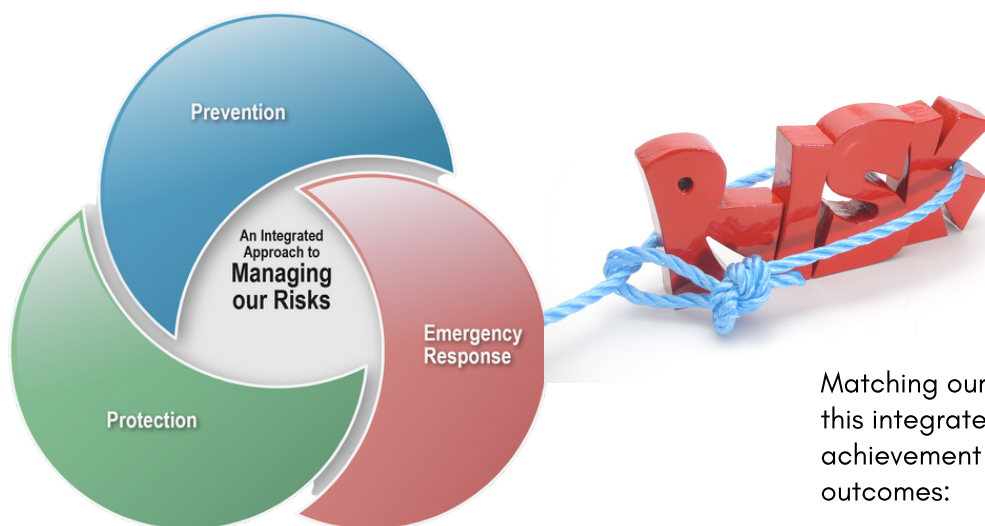 Prevention
An Integrated
Approach to
Managing
our Risks
Emergency
Response
Protection
RISK
Matching our
this integrate
achievement
outcomes: